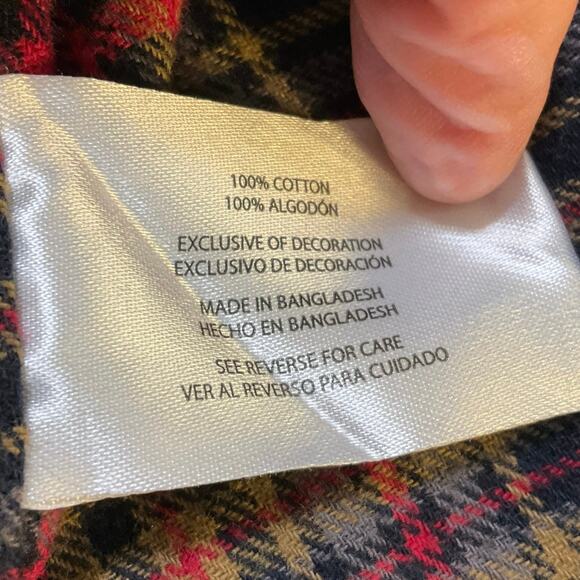 100% COTTON
100% ALGODÓN
EXCLUSIVE OF DECORATION
EXCLUSIVO DE DECORACIÓN
MADE IN BANGLADESH
HECHO EN BANGLADESH
SEE REVERSE FOR CARE
VER AL REVERSO PARA CUIDADO